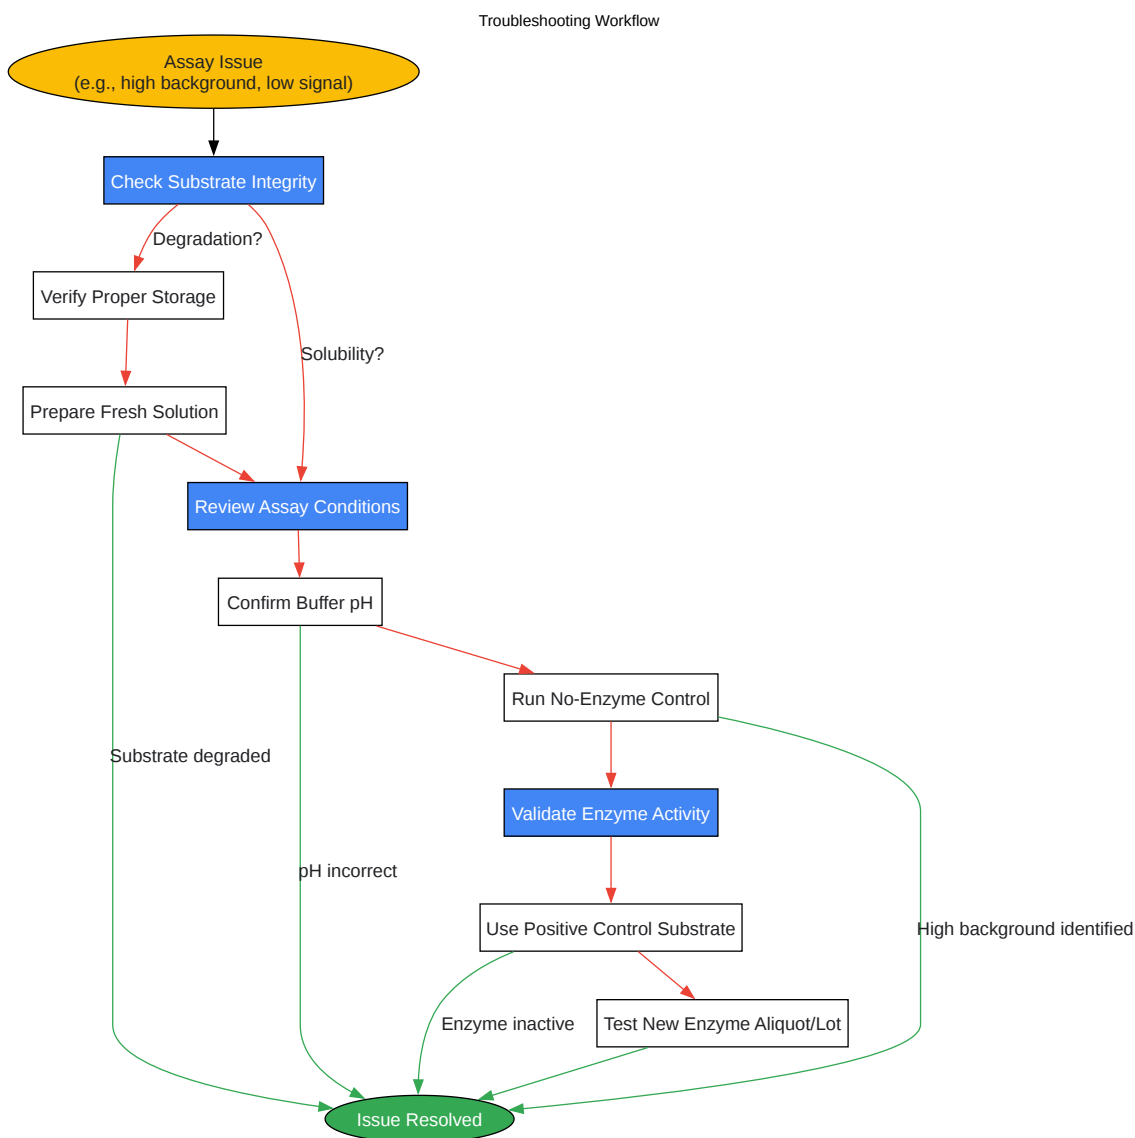 Troubleshooting Workflow
Assay Issue
(e.g., high background, low signal)
Check Substrate Integrity
Degradation?
Verify Proper Storage
Solubility?
Prepare Fresh Solution
Review Assay Conditions
Confirm Buffer pH
Run No-Enzyme Control
Substrate degraded
Validate Enzyme Activity
pH incorrect
Use Positive Control Substrate
High background identified
Enzyme inactive
Test New Enzyme Aliquot/Lot
Issue Resolved